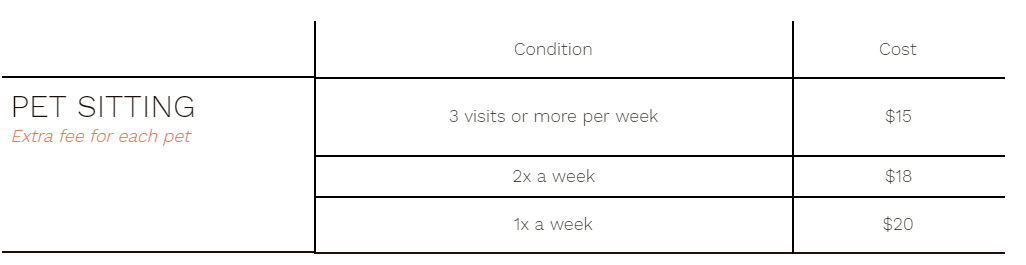 Condition Cost
PET SITTING
Extra fee for each pet
3 visits or more per week $15
2x a week $18
1x a week $20